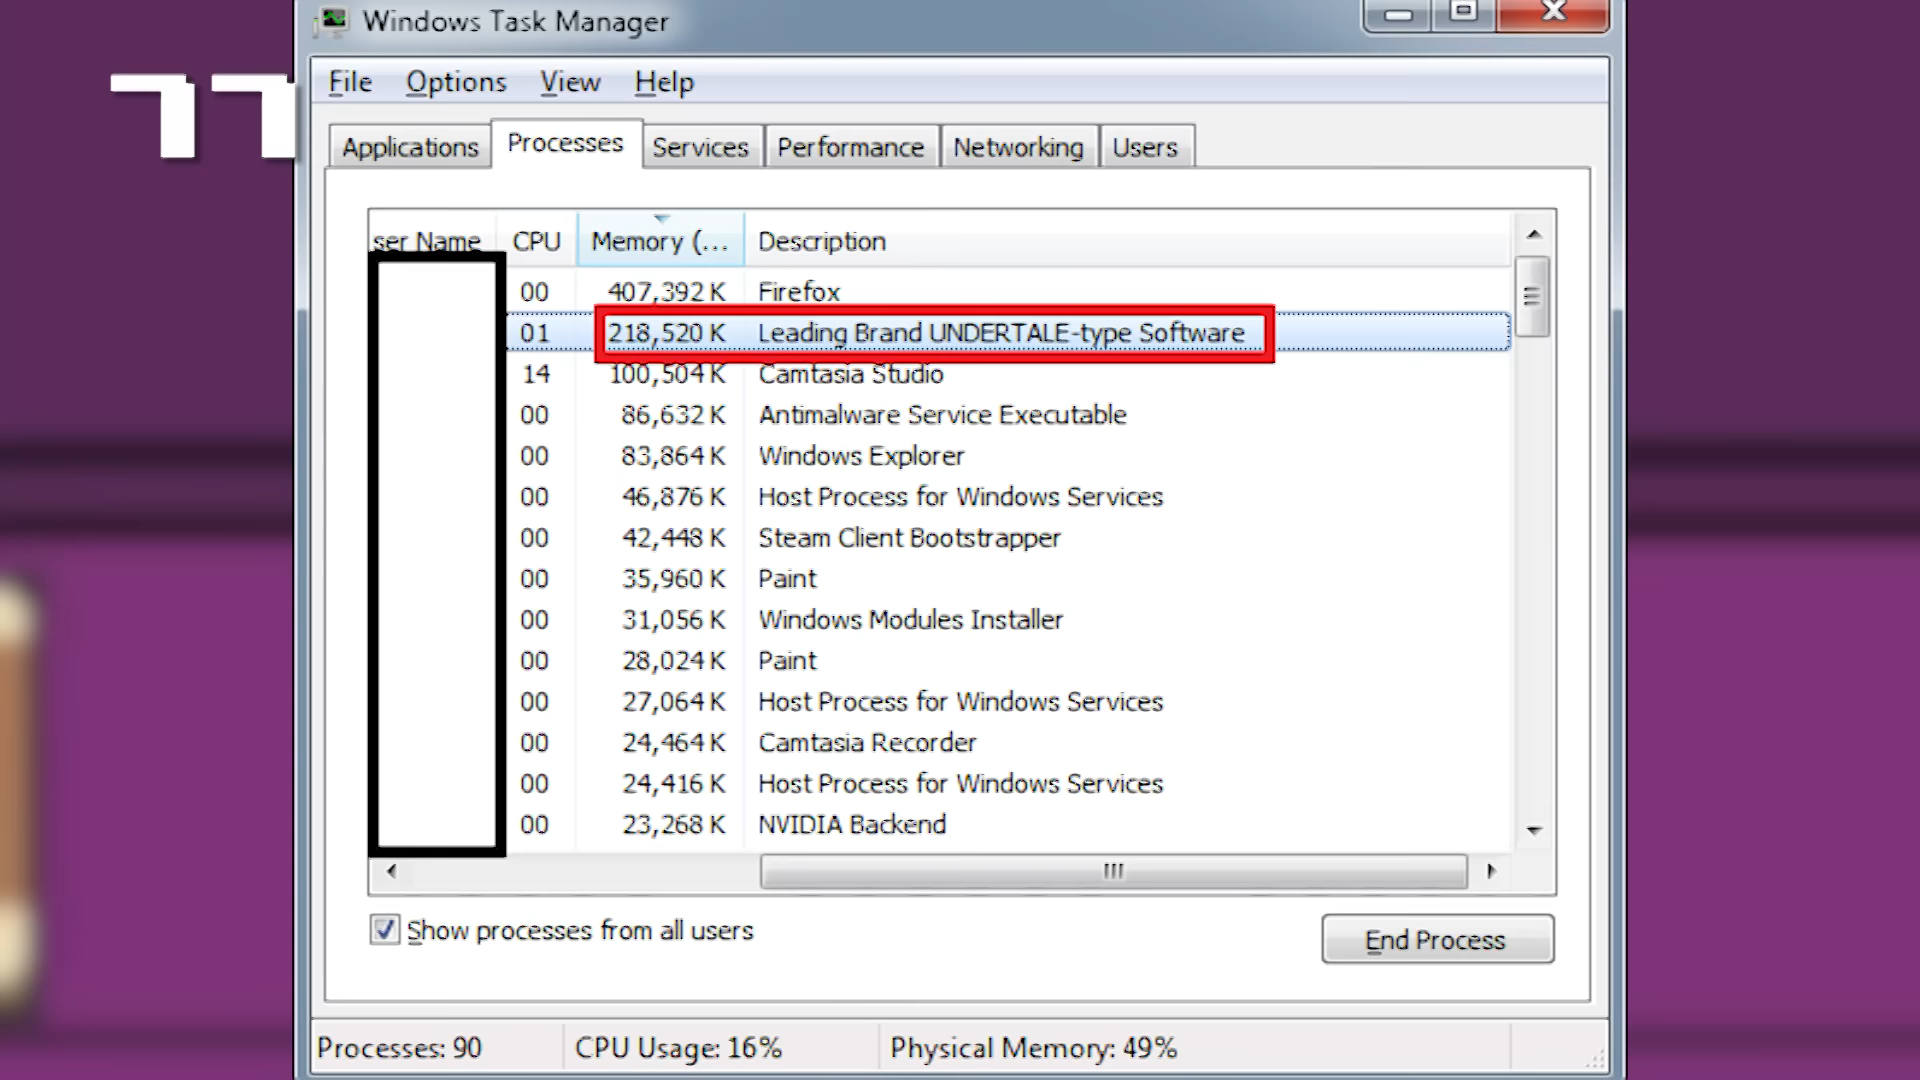 Windows Task Manager
77
File Options View Help
Applications Processes Services Performance Networking Users
ser Name CPU Memory (... Description
00 407,392 K Firefox
01 218,520 K Leading Brand UNDERTALE-type Software
14 100,504 K Camtasia Studio
00 86,632 K Antimalware Service Executable
00 83,864 K Windows Explorer
00 46,876 K Host Process for Windows Services
00 42,448 K Steam Client Bootstrapper
00 35,960 K Paint
00 31,056 K Windows Modules Installer
00 28,024 K Paint
00 27,064 K Host Process for Windows Services
00 24,464 K Camtasia Recorder
00 24,416 K Host Process for Windows Services
00 23,268 K NVIDIA Backend
Show processes from all users
End Process
Processes: 90 CPU Usage: 16% Physical Memory: 49%